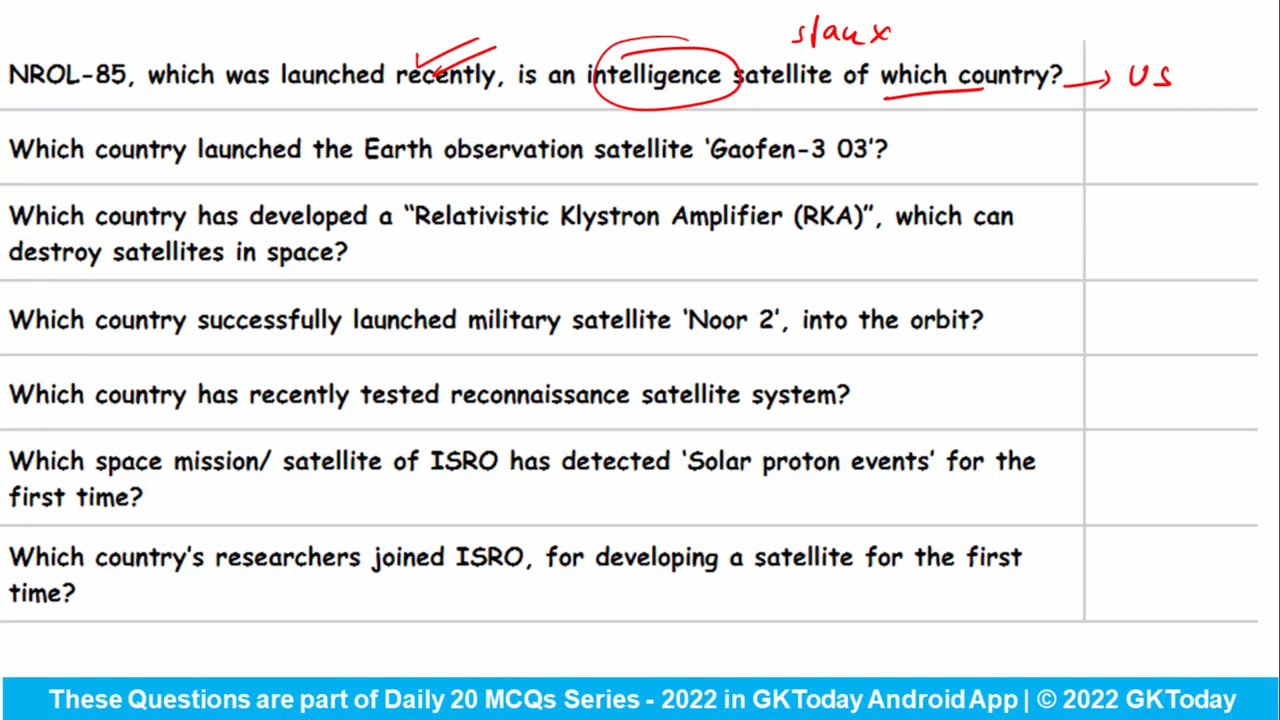 spacex
NROL-85, which was launched recently, is an intelligence satellite of which country? → US
Which country launched the Earth observation satellite ‘Gaofen-3 03’?
Which country has developed a “Relativistic Klystron Amplifier (RKA)”, which can
destroy satellites in space?
Which country successfully launched military satellite ‘Noor 2’, into the orbit?
Which country has recently tested reconnaissance satellite system?
Which space mission/ satellite of ISRO has detected ‘Solar proton events’ for the
first time?
Which country’s researchers joined ISRO, for developing a satellite for the first
time?
These Questions are part of Daily 20 MCQs Series - 2022 in GKToday Android App | © 2022 GKToday